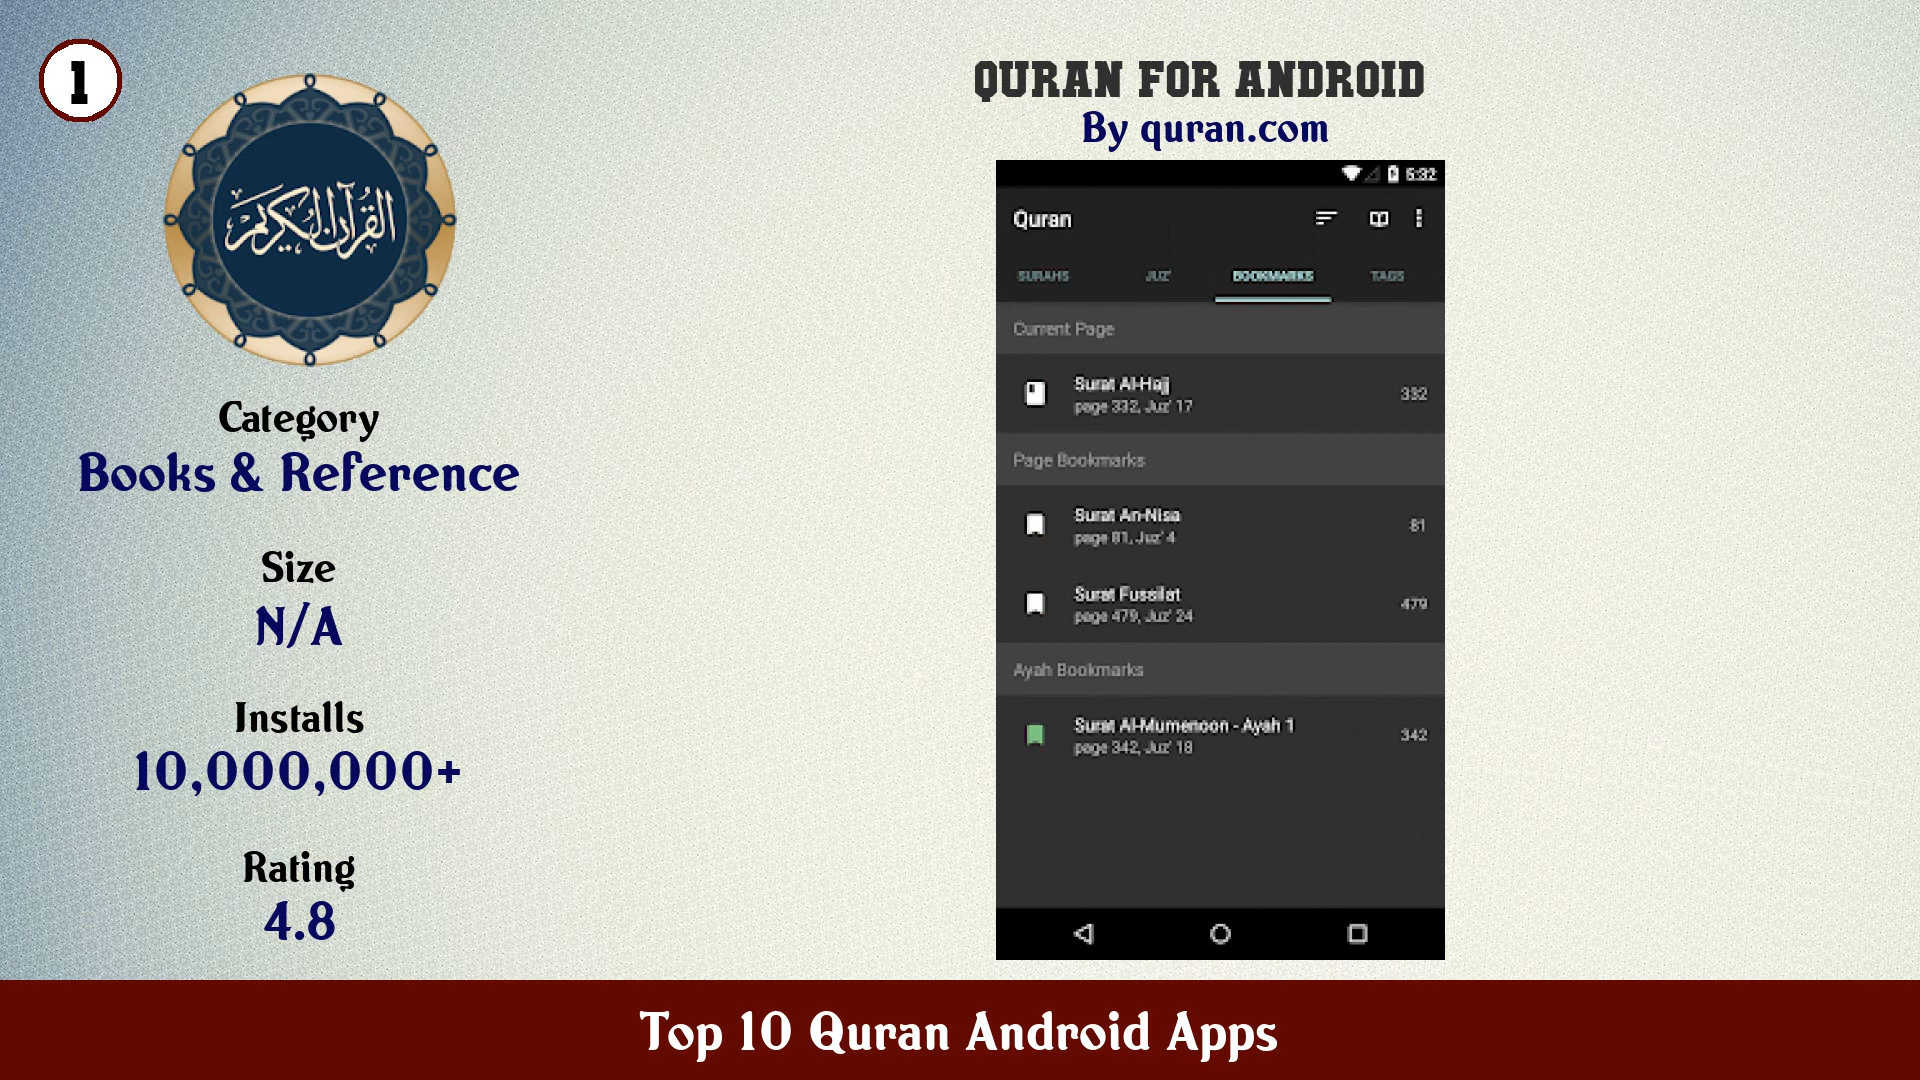 1
القرآن الكريم
Category
Books & Reference
Size
N/A
Installs
10,000,000+
Rating
4.8
QURAN FOR ANDROID
By quran.com
5:32
Quran
SURAHS JUZ' BOOKMARKS TAGS
Current Page
Surat Al-Hajj
page 332, Juz' 17
332
Page Bookmarks
Surat An-Nisa
page 81, Juz' 4
81
Surat Fussilat
page 479, Juz' 24
479
Ayah Bookmarks
Surat Al-Mumenoon - Ayah 1
page 342, Juz' 18
342
Top 10 Quran Android Apps